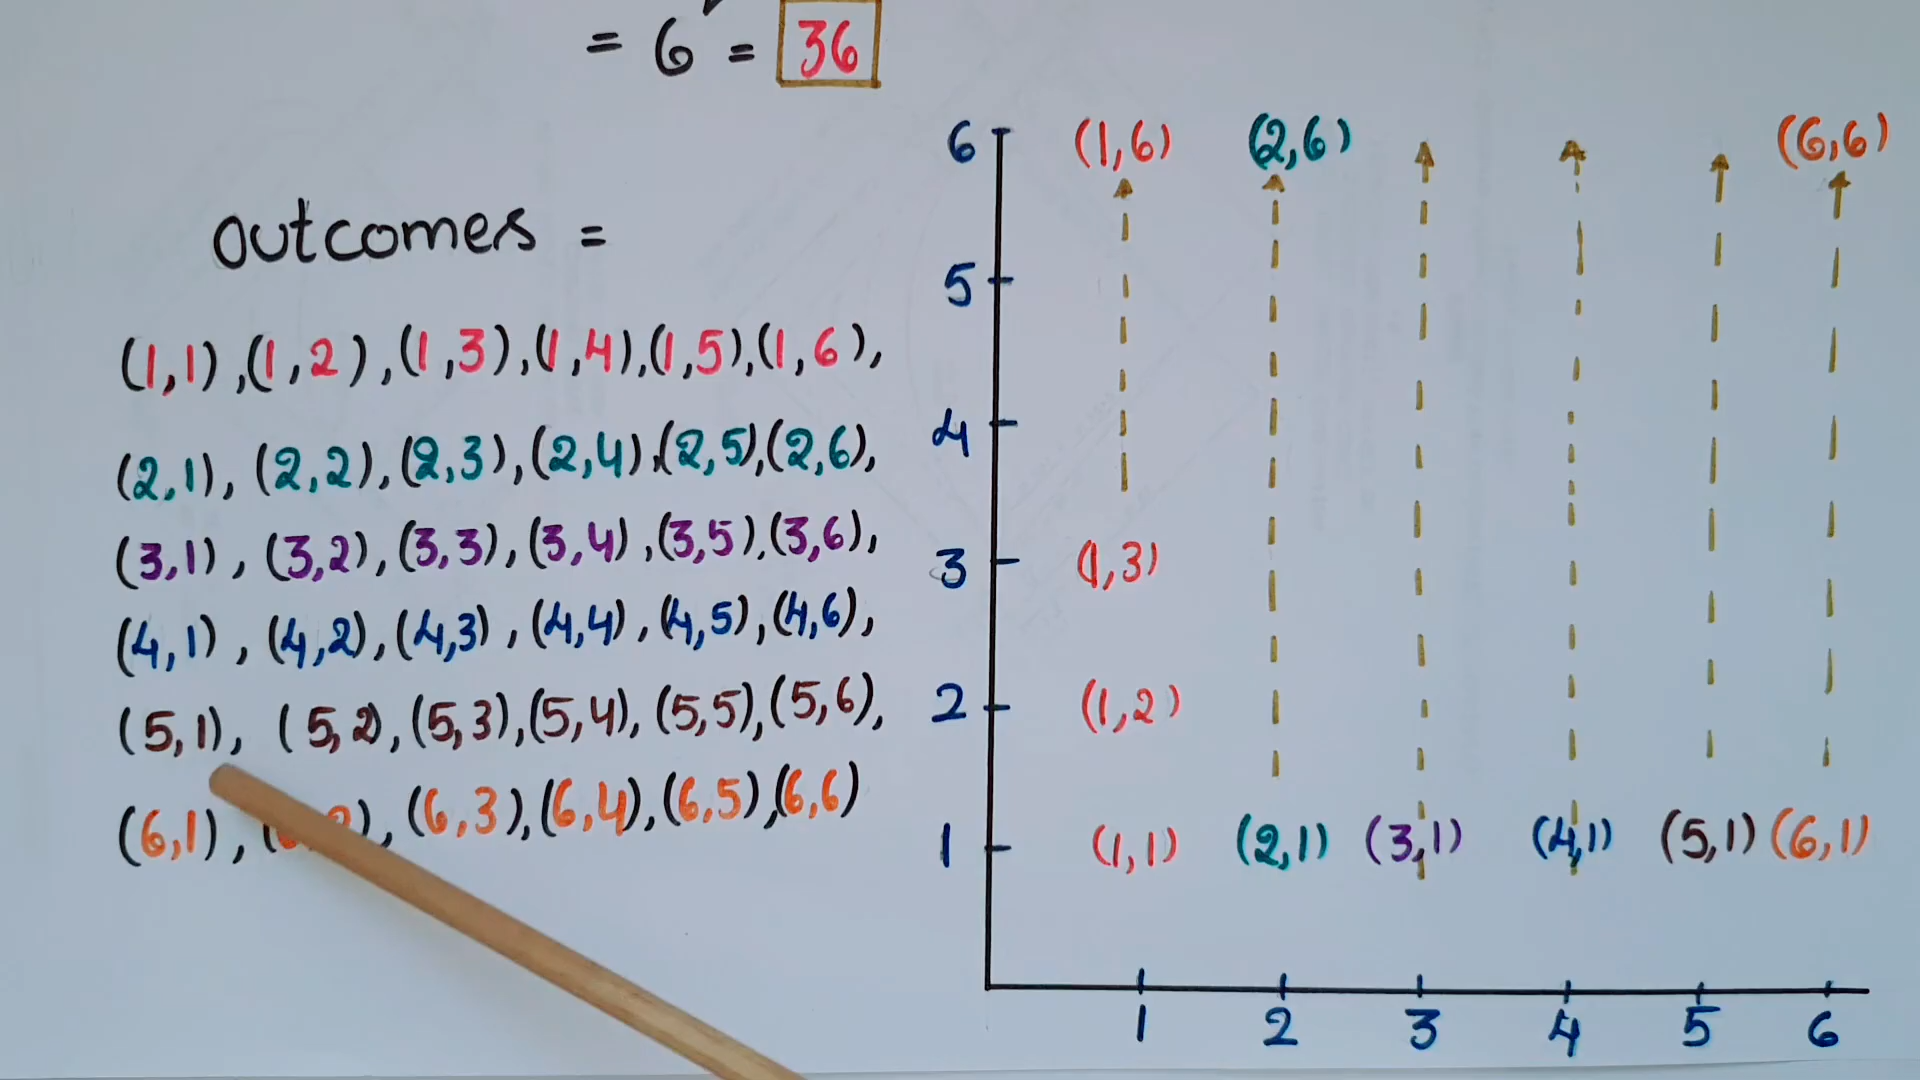 = 6 = 36
outcomes =
(1,1),(1,2),(1,3),(1,4),(1,5),(1,6),
(2,1),(2,2),(2,3),(2,4),(2,5),(2,6),
(3,1),(3,2),(3,3),(3,4),(3,5),(3,6),
(4,1),(4,2),(4,3),(4,4),(4,5),(4,6),
(5,1),(5,2),(5,3),(5,4),(5,5),(5,6),
(6,1),(6,3),(6,4),(6,5),(6,6)
6 (1,6) (2,6) (6,6)
5
4
3 (1,3)
2 (1,2)
1 (1,1) (2,1) (3,1) (4,1) (5,1) (6,1)
1 2 3 4 5 6